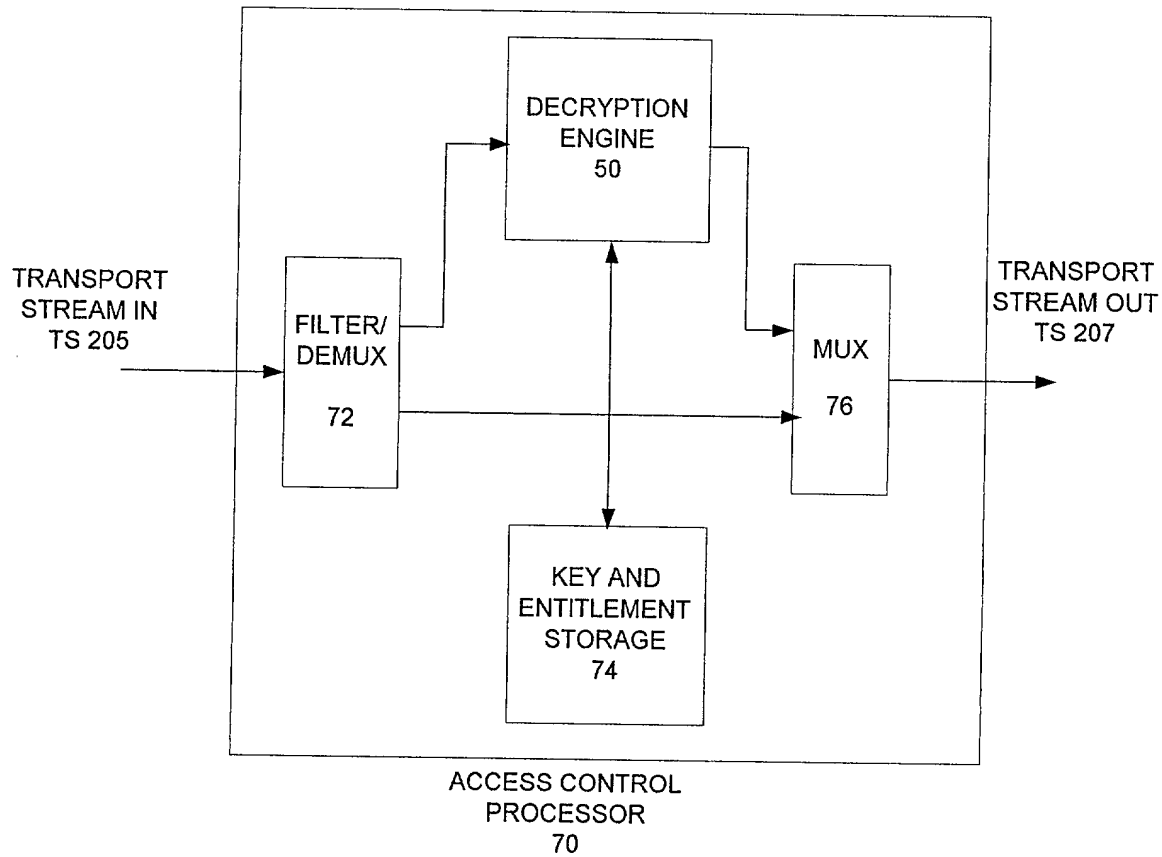 DECRYPTION
ENGINE
50
TRANSPORT
STREAM IN
TS 205
FILTER/
DEMUX
72
MUX
76
TRANSPORT
STREAM OUT
TS 207
KEY AND
ENTITLEMENT
STORAGE
74
ACCESS CONTROL
PROCESSOR
70